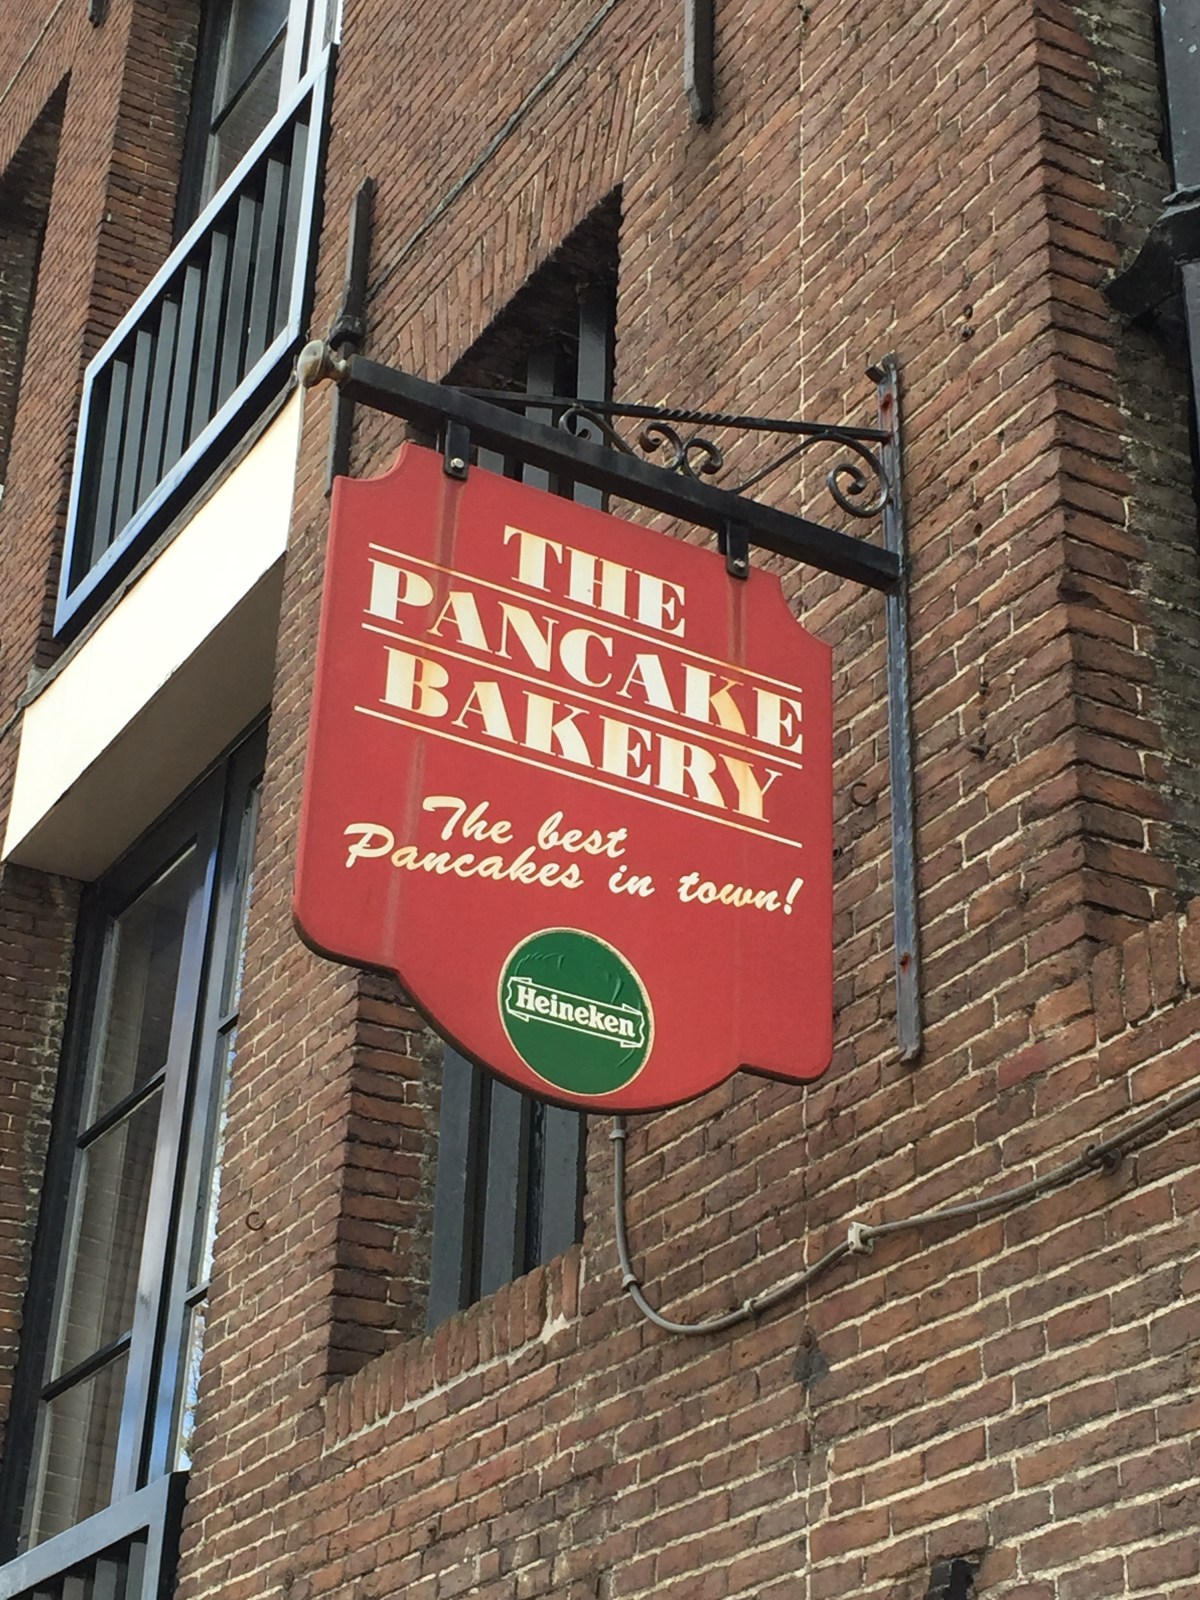 THE
PANCAKE
BAKERY
The best
Pancakes in town!
Heineken